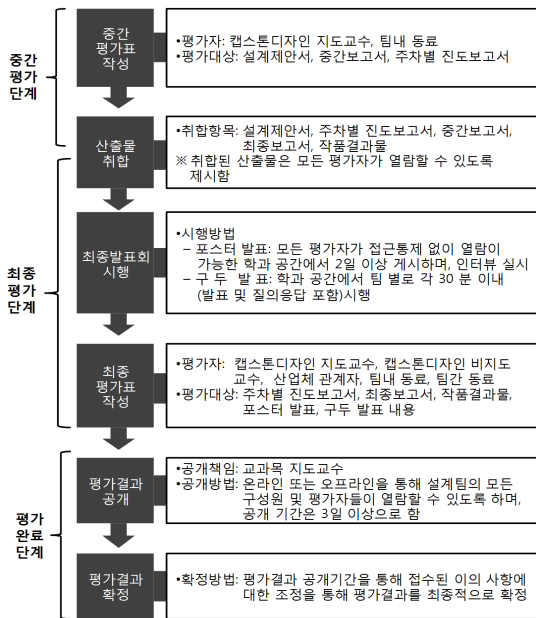 중간
평가
단계
중간
평가표
작성
•평가자: 캡스톤디자인 지도교수, 팀내 동료
•평가대상: 설계제안서, 중간보고서, 주차별 진도보고서
산출물
취합
•취합항목: 설계제안서, 주차별 진도보고서, 중간보고서,
최종보고서, 작품결과물
※ 취합된 산출물은 모든 평가자가 열람할 수 있도록
제시함
최종
평가
단계
최종발표회
시행
•시행방법
– 포스터 발표: 모든 평가자가 접근통제 없이 열람이
가능한 학과 공간에서 2일 이상 게시하며, 인터뷰 실시
– 구 두 발 표: 학과 공간에서 팀 별로 각 30 분 이내
(발표 및 질의응답 포함)시행
최종
평가표
작성
•평가자: 캡스톤디자인 지도교수, 캡스톤디자인 비지도
교수, 산업체 관계자, 팀내 동료, 팀간 동료
•평가대상: 주차별 진도보고서, 최종보고서, 작품결과물,
포스터 발표, 구두 발표 내용
평가
완료
단계
평가결과
공개
•공개책임: 교과목 지도교수
•공개방법: 온라인 또는 오프라인을 통해 설계팀의 모든
구성원 및 평가자들이 열람할 수 있도록 하며,
공개 기간은 3일 이상으로 함
평가결과
확정
•확정방법: 평가결과 공개기간을 통해 접수된 이의 사항에
대한 조정을 통해 평가결과를 최종적으로 확정